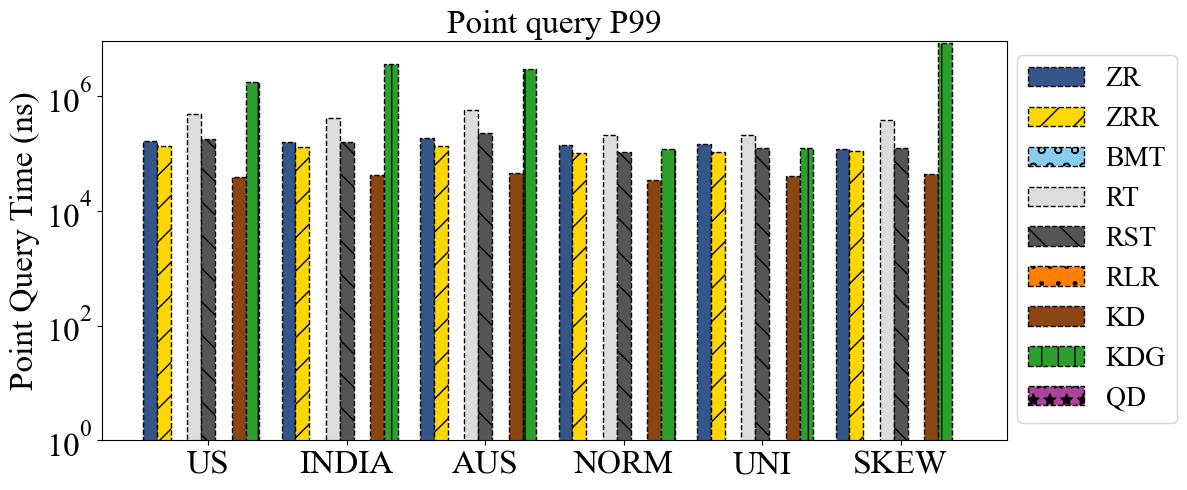 Point query P99
Point Query Time (ns)
10^6
10^4
10^2
10^0
US INDIA AUS NORM UNI SKEW
ZR
ZRR
BMT
RT
RST
RLR
KD
KDG
QD